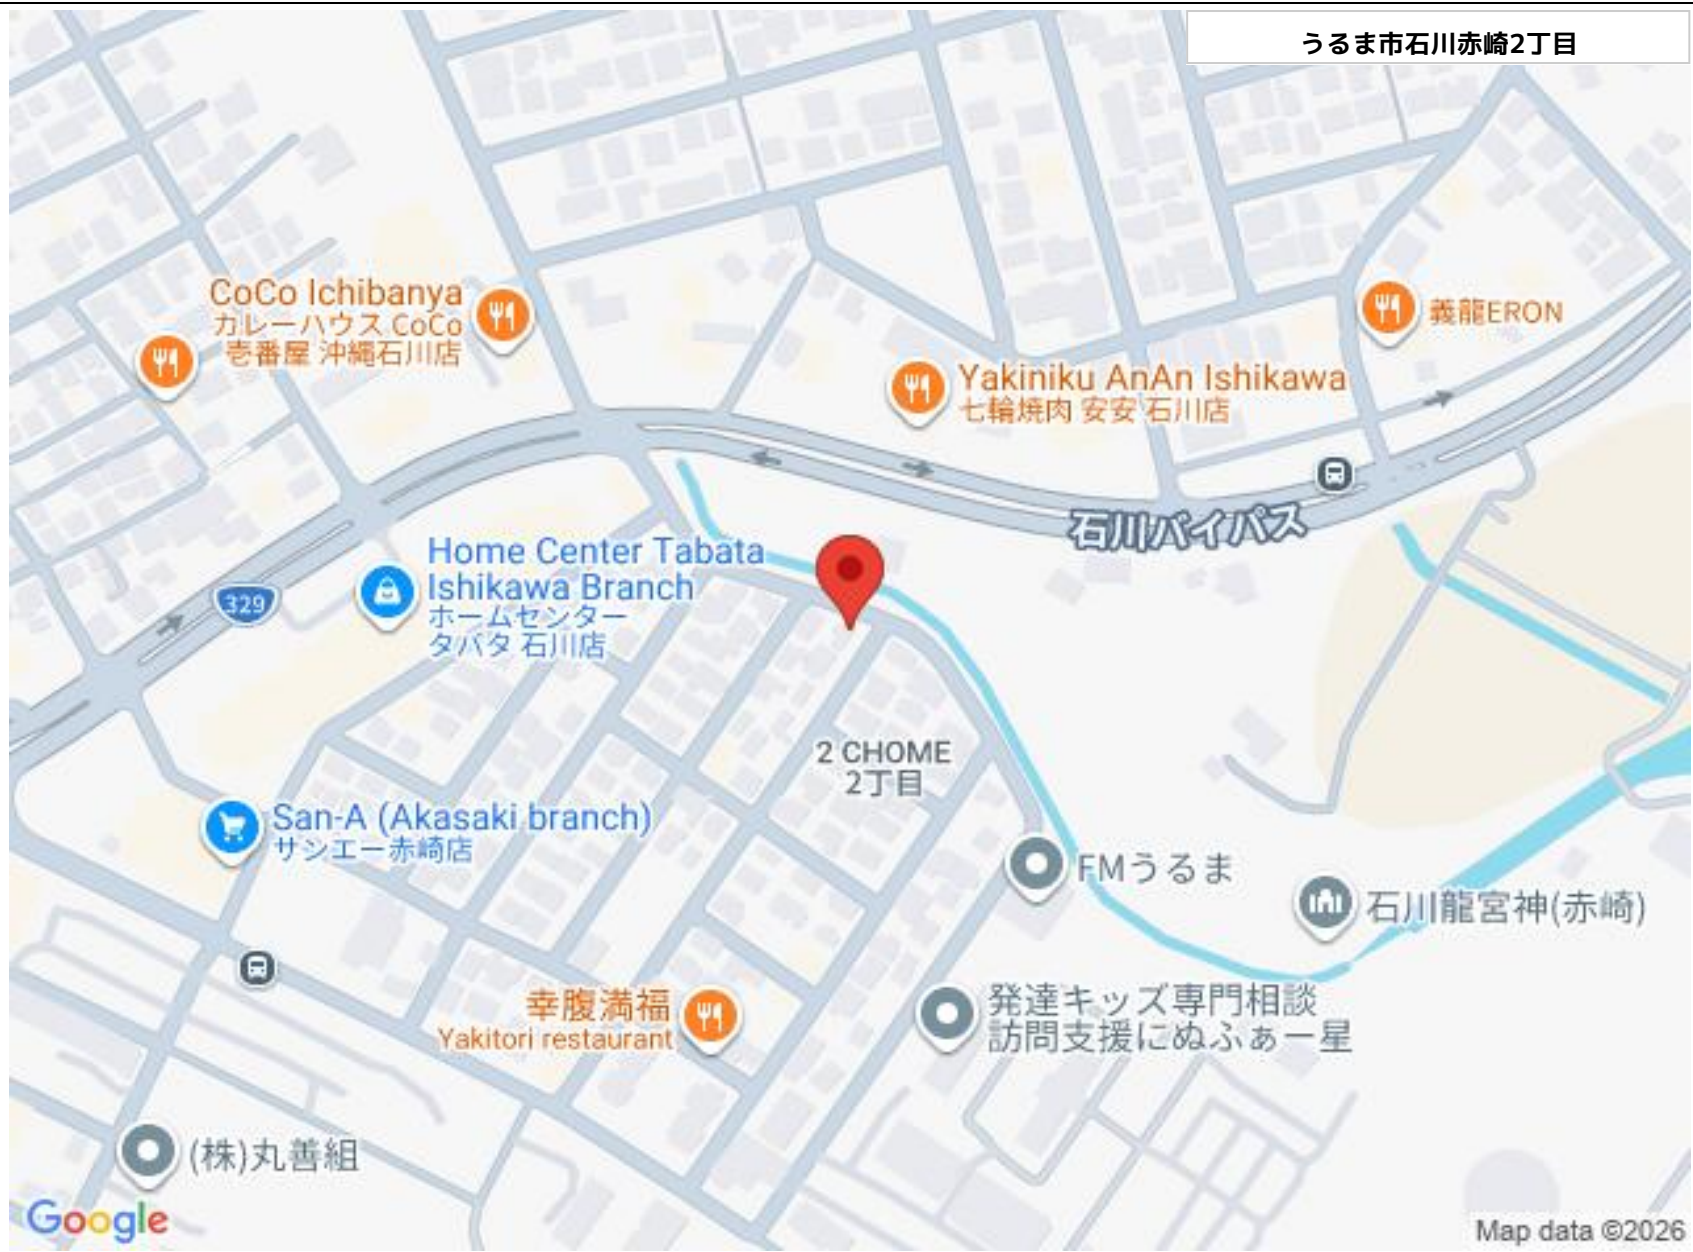 うるま市石川赤崎2丁目
CoCo Ichibanya
カレーハウス CoCo
壱番屋 沖縄石川店
義龍ERON
Yakiniku AnAn Ishikawa
七輪焼肉 安安 石川店
石川バイパス
Home Center Tabata
Ishikawa Branch
ホームセンター
タバタ 石川店
329
2 CHOME
2丁目
San-A (Akasaki branch)
サンエー赤崎店
FMうるま
石川龍宮神(赤崎)
幸腹満福
Yakitori restaurant
発達キッズ専門相談
訪問支援にぬふぁー星
(株)丸善組
Google
Map data ©2026